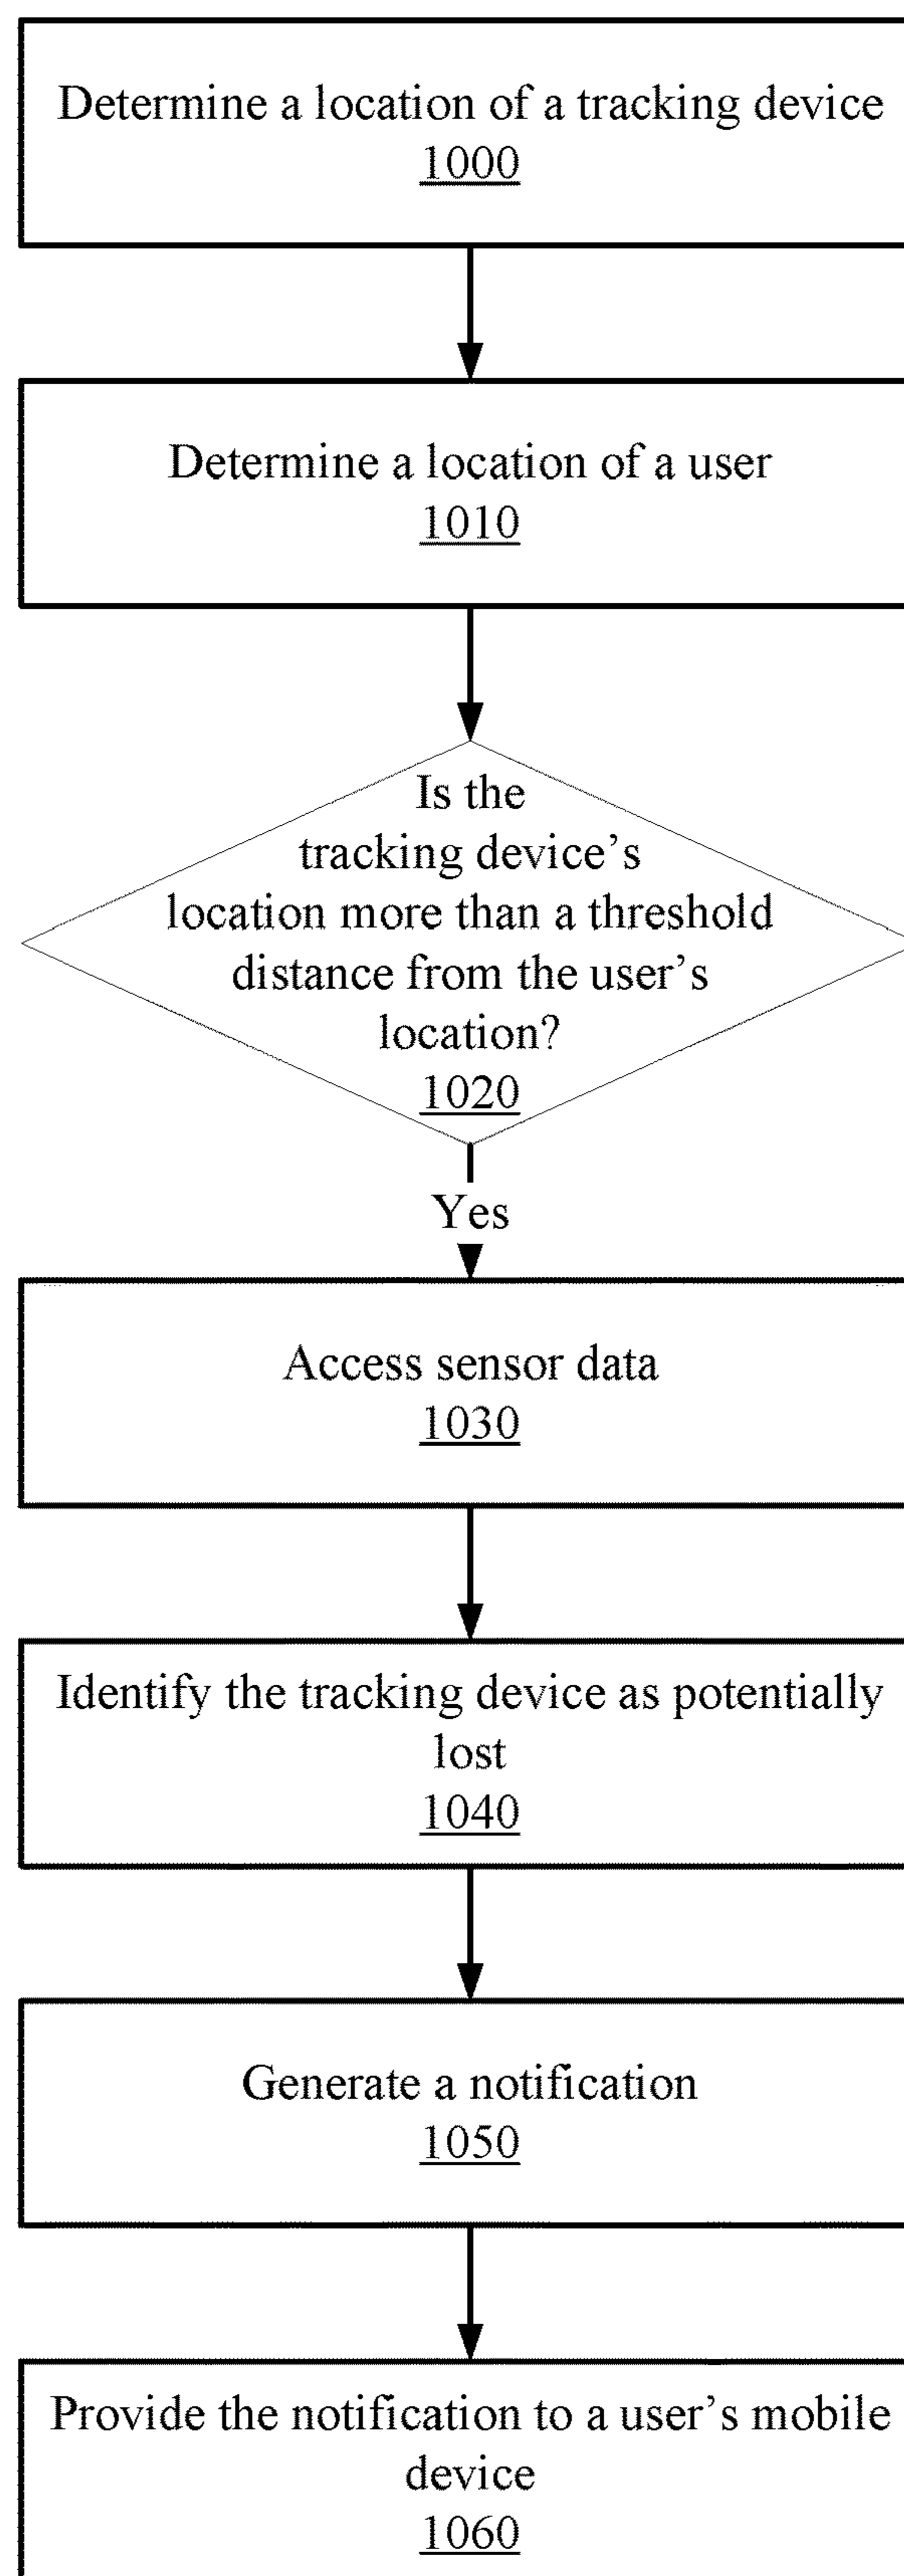 Determine a location of a tracking device
1000
Determine a location of a user
1010
Is the
tracking device’s
location more than a threshold
distance from the user’s
location?
1020
Yes
Access sensor data
1030
Identify the tracking device as potentially
lost
1040
Generate a notification
1050
Provide the notification to a user’s mobile
device
1060